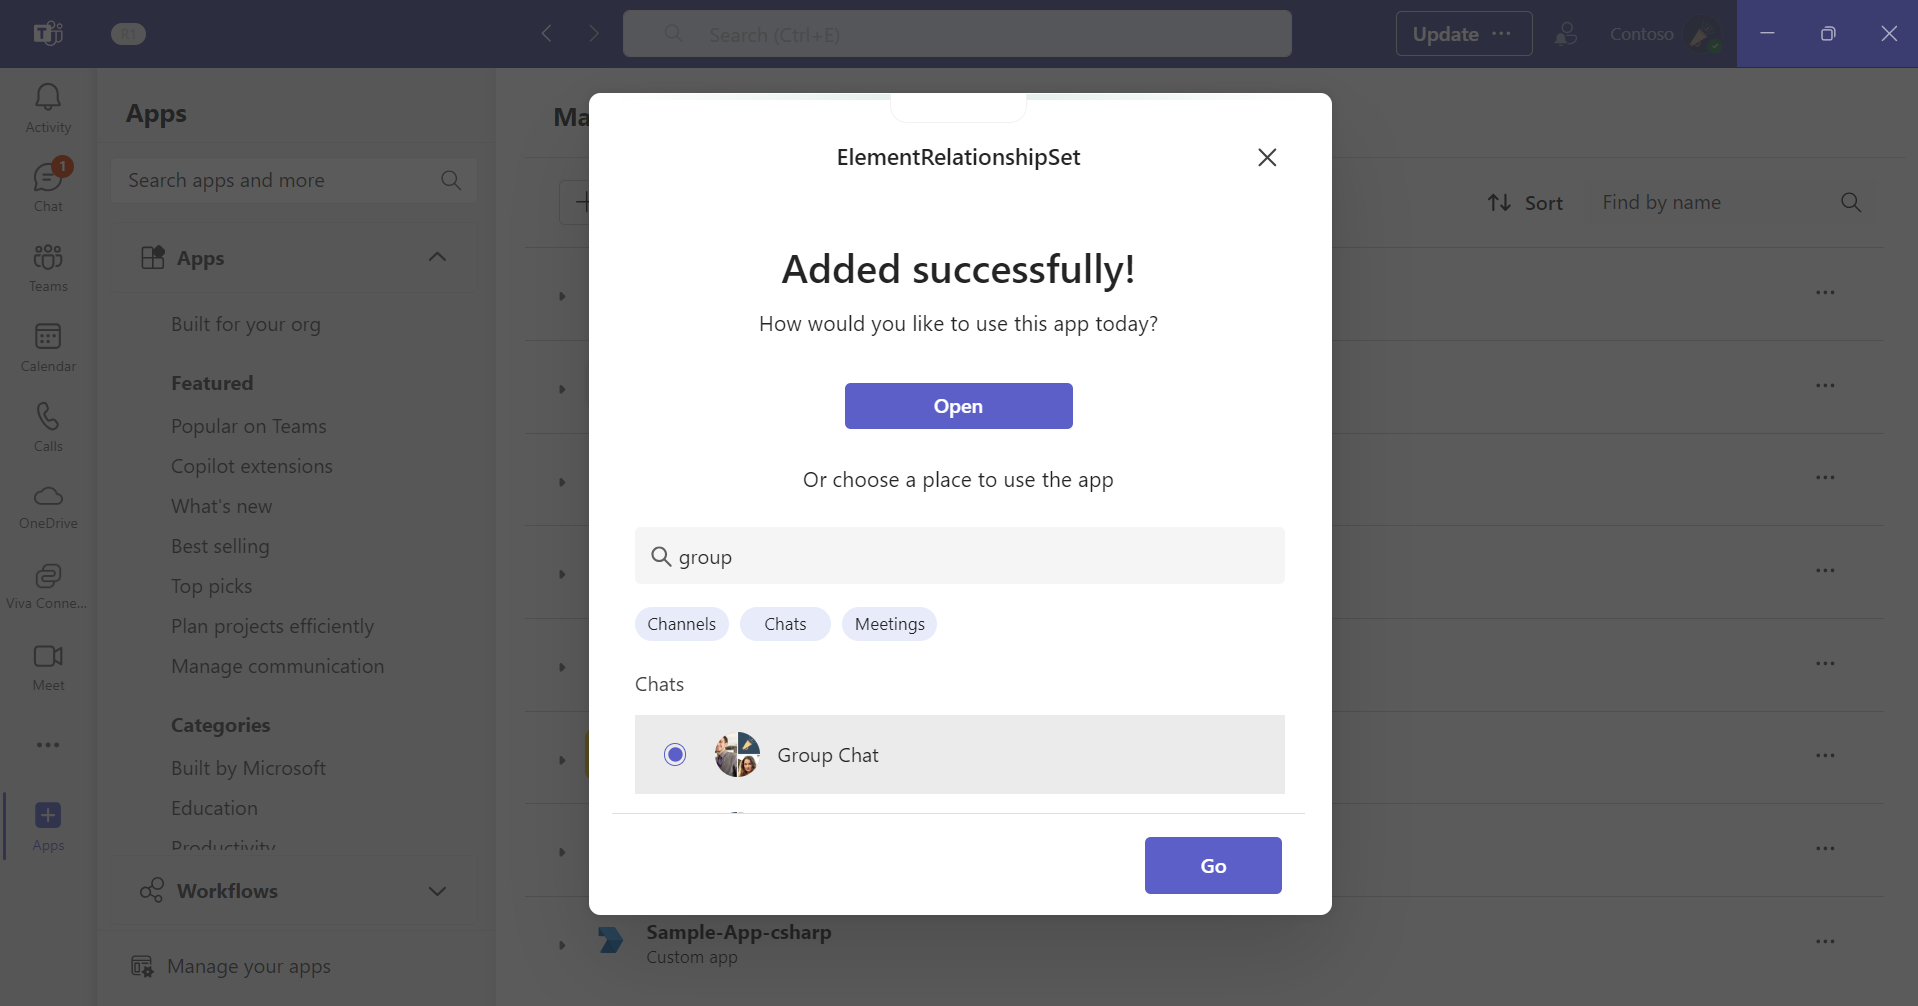 R1
Search (Ctrl+E)
Update
Contoso
Activity
1
Chat
Teams
Calendar
Calls
OneDrive
Viva Conne...
Meet
Apps
Apps
Search apps and more
Apps
Built for your org
Featured
Popular on Teams
Copilot extensions
What's new
Best selling
Top picks
Plan projects efficiently
Manage communication
Categories
Built by Microsoft
Education
Productivity
Workflows
Manage your apps
Ma
Sort
Find by name
ElementRelationshipSet
Added successfully!
How would you like to use this app today?
Open
Or choose a place to use the app
group
Channels
Chats
Meetings
Chats
Group Chat
Go
Sample-App-csharp
Custom app